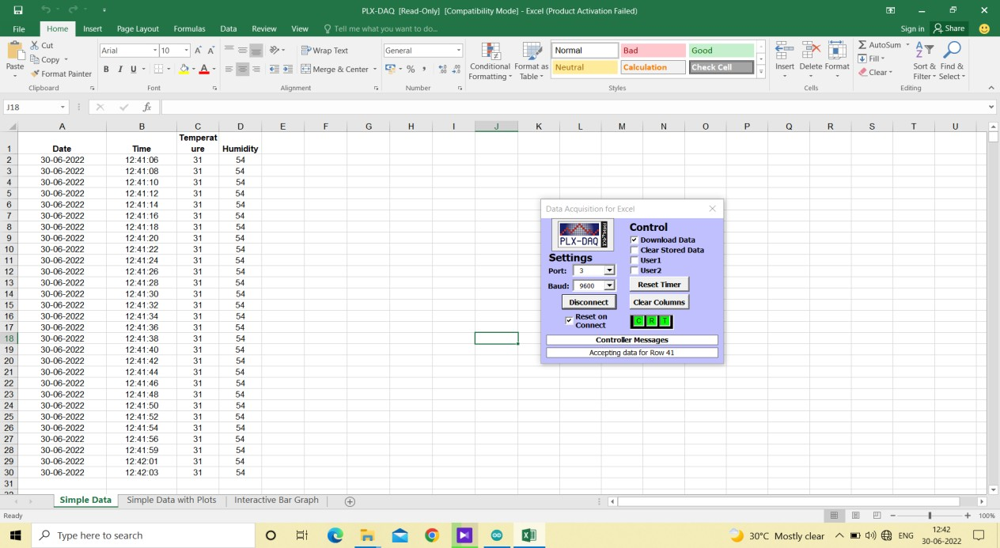 PLX-DAQ [Read-Only] [Compatibility Mode] - Excel (Product Activation Failed)
File Home Insert Page Layout Formulas Data Review View Tell me what you want to do... Sign in Share
Paste Cut Copy Format Painter
Clipboard
Arial 10 A A
B I U A
Font
Wrap Text
Merge & Center
Alignment
General
% ,
Number
Conditional Formatting Format as Table
Normal Bad Good
Neutral Calculation Check Cell
Styles
Insert Delete Format
Cells
AutoSum Fill Clear
Sort & Filter Find & Select
Editing
J18 fx
A B C D E F G H I J K L M N O P Q R S T U
1 Date Time Temperat
ure Humidity
2 30-06-2022 12:41:06 31 54
3 30-06-2022 12:41:08 31 54
4 30-06-2022 12:41:10 31 54
5 30-06-2022 12:41:12 31 54
6 30-06-2022 12:41:14 31 54
7 30-06-2022 12:41:16 31 54
8 30-06-2022 12:41:18 31 54
9 30-06-2022 12:41:20 31 54
10 30-06-2022 12:41:22 31 54
11 30-06-2022 12:41:24 31 54
12 30-06-2022 12:41:26 31 54
13 30-06-2022 12:41:28 31 54
14 30-06-2022 12:41:30 31 54
15 30-06-2022 12:41:32 31 54
16 30-06-2022 12:41:34 31 54
17 30-06-2022 12:41:36 31 54
18 30-06-2022 12:41:38 31 54
19 30-06-2022 12:41:40 31 54
20 30-06-2022 12:41:42 31 54
21 30-06-2022 12:41:44 31 54
22 30-06-2022 12:41:46 31 54
23 30-06-2022 12:41:48 31 54
24 30-06-2022 12:41:50 31 54
25 30-06-2022 12:41:52 31 54
26 30-06-2022 12:41:54 31 54
27 30-06-2022 12:41:56 31 54
28 30-06-2022 12:41:59 31 54
29 30-06-2022 12:42:01 31 54
30 30-06-2022 12:42:03 31 54
31
Data Acquisition for Excel
PLX-DAQ
Control
Download Data
Clear Stored Data
User1
User2
Settings
Port: 3
Baud: 9600
Reset Timer
Disconnect
Clear Columns
Reset on
Connect
C R T
Controller Messages
Accepting data for Row 41
Simple Data Simple Data with Plots Interactive Bar Graph
Ready 100%
Type here to search 30°C Mostly clear ENG 12:42
30-06-2022